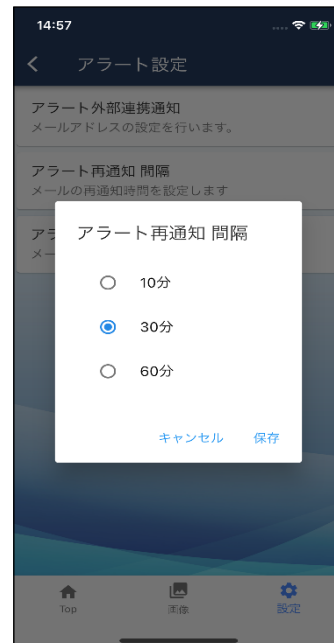 14:57
アラート設定
アラート外部連携通知
メールアドレスの設定を行います。
アラート再通知 間隔
メールの再通知時間を設定します
アラ
メー
アラート再通知 間隔
10分
30分
60分
キャンセル 保存
Top 画像 設定